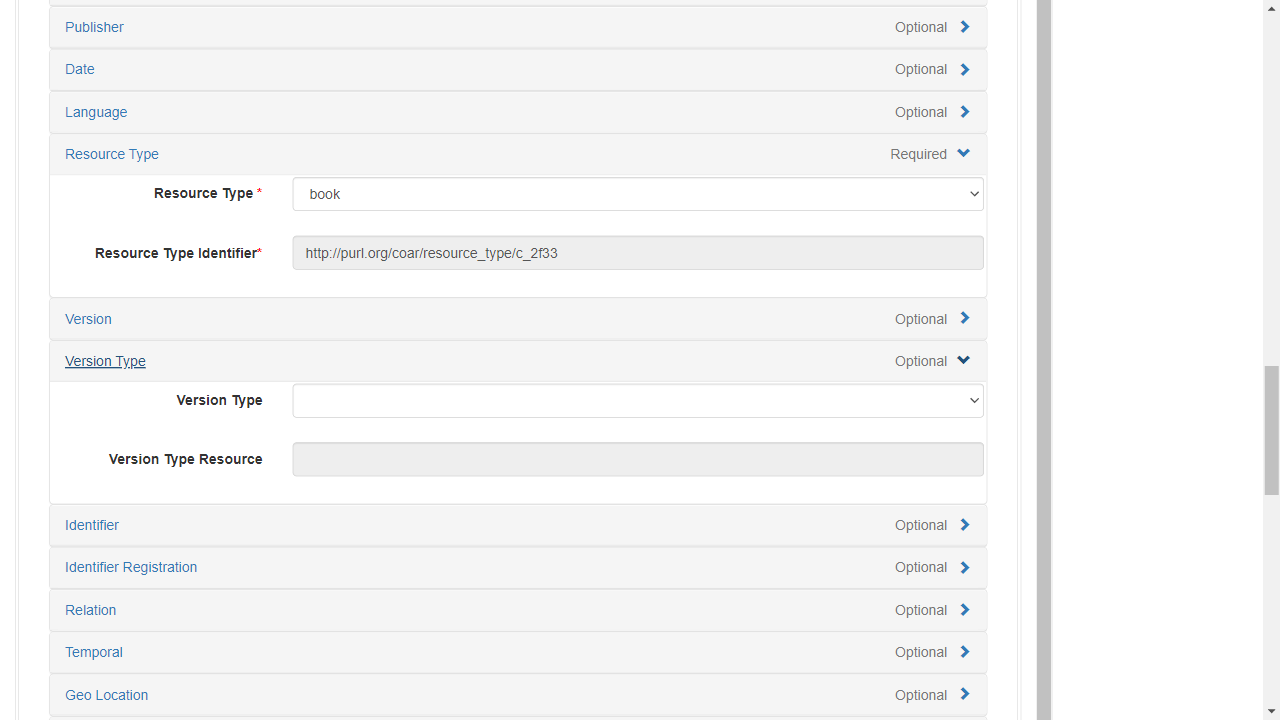 Publisher Optional
Date Optional
Language Optional
Resource Type Required
Resource Type * book
Resource Type Identifier* http://purl.org/coar/resource_type/c_2f33
Version Optional
Version Type Optional
Version Type
Version Type Resource
Identifier Optional
Identifier Registration Optional
Relation Optional
Temporal Optional
Geo Location Optional